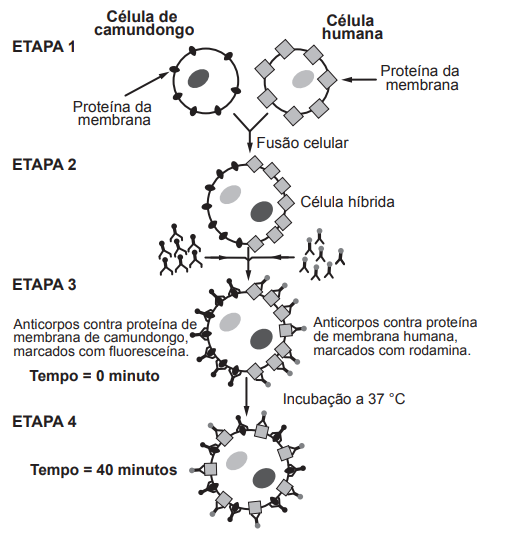 Célula de
camundongo
Célula
humana
ETAPA 1
Proteína da
membrana
Proteína da
membrana
Fusão celular
ETAPA 2
Célula híbrida
ETAPA 3
Anticorpos contra proteína de
membrana de camundongo,
marcados com fluoresceína.
Anticorpos contra proteína
de membrana humana,
marcados com rodamina.
Tempo = 0 minuto
Incubação a 37 °C
ETAPA 4
Tempo = 40 minutos